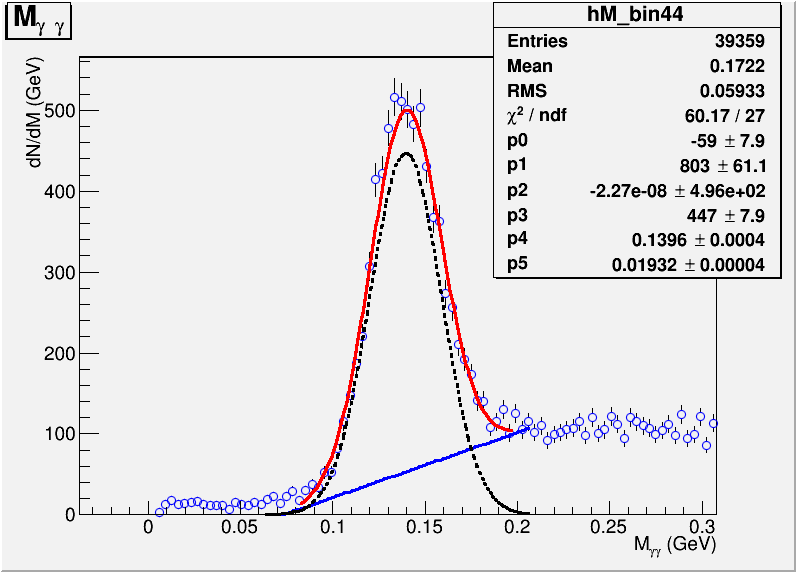 M γ γ
hM_bin44
Entries 39359
Mean 0.1722
RMS 0.05933
χ² / ndf 60.17 / 27
p0 -59 ± 7.9
p1 803 ± 61.1
p2 -2.27e-08 ± 4.96e+02
p3 447 ± 7.9
p4 0.1396 ± 0.0004
p5 0.01932 ± 0.00004
dN/dM (GeV)
500
400
300
200
100
0
0 0.05 0.1 0.15 0.2 0.25 0.3
M γγ (GeV)